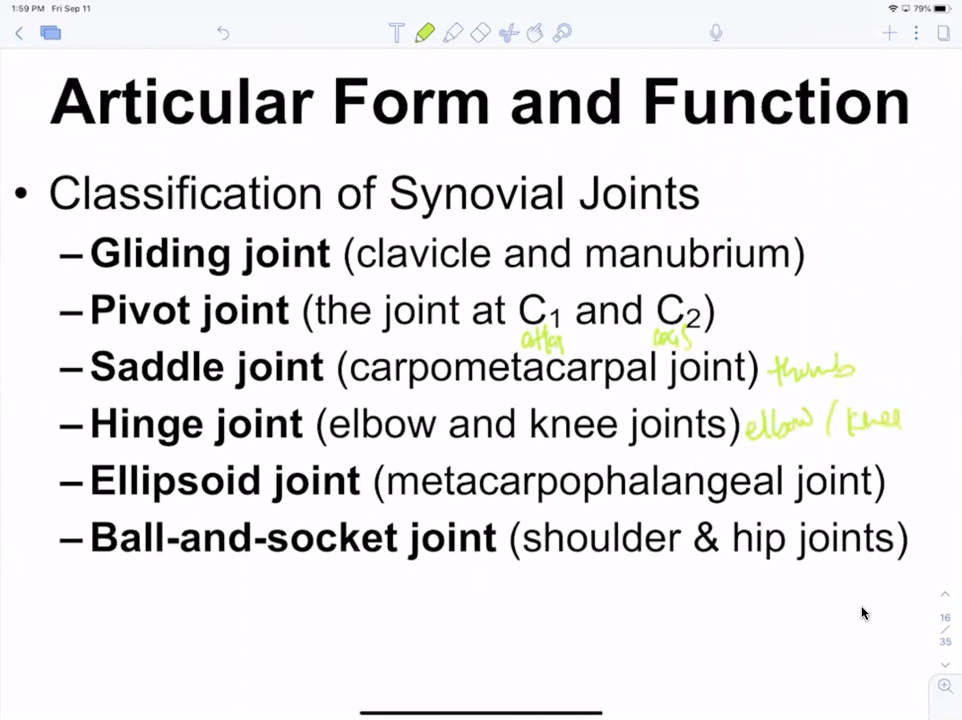 1:59 PM Fri Sep 11
79%
T
Articular Form and Function
• Classification of Synovial Joints
– Gliding joint (clavicle and manubrium)
– Pivot joint (the joint at C₁ and C₂)
atlas axis
– Saddle joint (carpometacarpal joint) thumb
– Hinge joint (elbow and knee joints) elbow / knee
– Ellipsoid joint (metacarpophalangeal joint)
– Ball-and-socket joint (shoulder & hip joints)
16
/
35